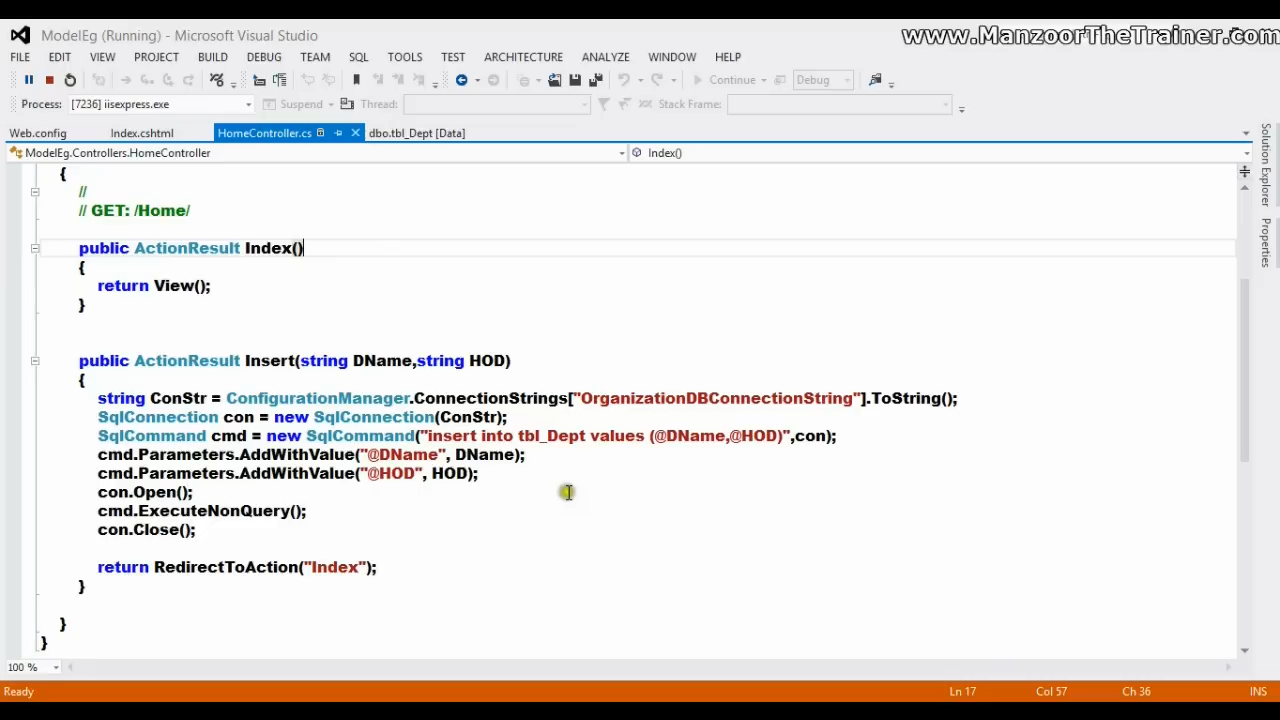 ModelEg (Running) - Microsoft Visual Studio
www.ManzoorTheTrainer.com
FILE EDIT VIEW PROJECT BUILD DEBUG TEAM SQL TOOLS TEST ARCHITECTURE ANALYZE WINDOW HELP
Continue Debug
Process: [7236] iisexpress.exe Suspend Thread: Stack Frame:
Web.config Index.cshtml HomeController.cs dbo.tbl_Dept [Data]
ModelEg.Controllers.HomeController Index()
{
//
// GET: /Home/
public ActionResult Index()
{
return View();
}
public ActionResult Insert(string DName,string HOD)
{
string ConStr = ConfigurationManager.ConnectionStrings["OrganizationDBConnectionString"].ToString();
SqlConnection con = new SqlConnection(ConStr);
SqlCommand cmd = new SqlCommand("insert into tbl_Dept values (@DName,@HOD)",con);
cmd.Parameters.AddWithValue("@DName", DName);
cmd.Parameters.AddWithValue("@HOD", HOD);
con.Open();
cmd.ExecuteNonQuery();
con.Close();
return RedirectToAction("Index");
}
}
}
100 %
Ready Ln 17 Col 57 Ch 36 INS
Solution Explorer
Properties